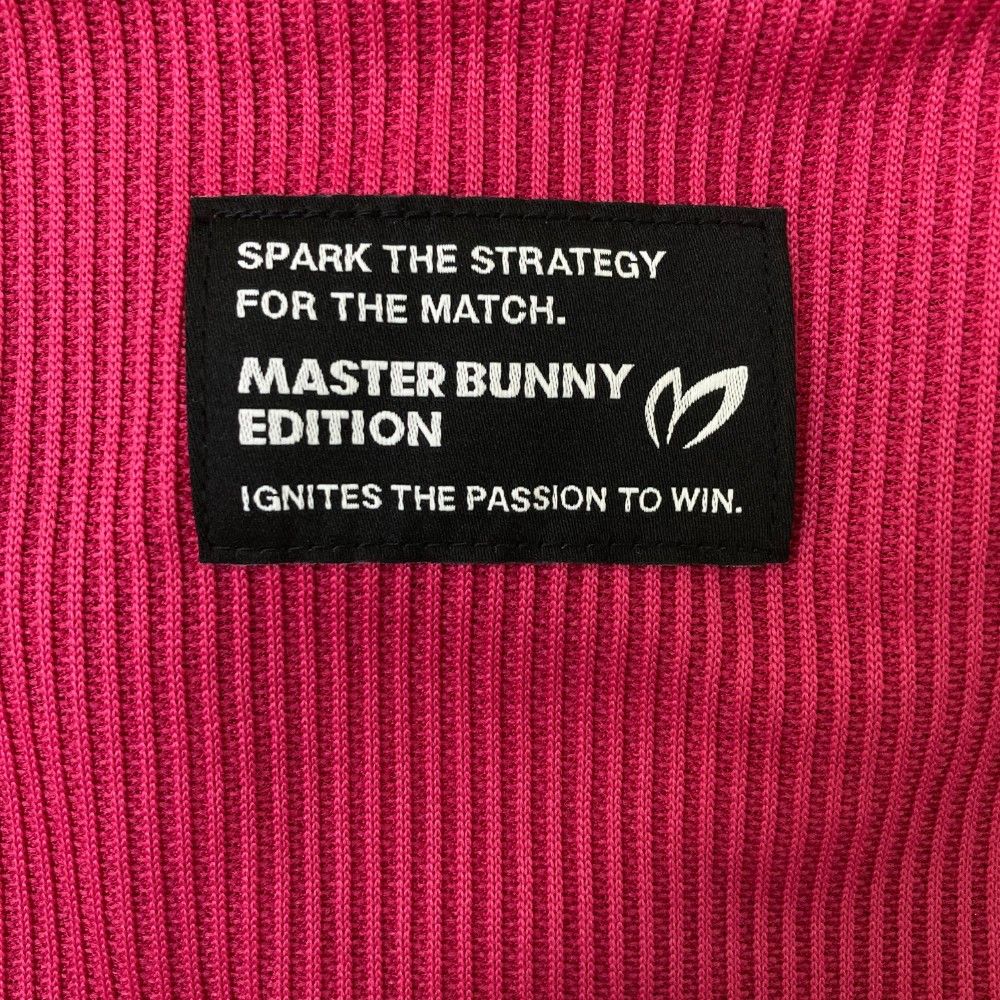 SPARK THE STRATEGY
FOR THE MATCH.
MASTER BUNNY
EDITION
IGNITES THE PASSION TO WIN.